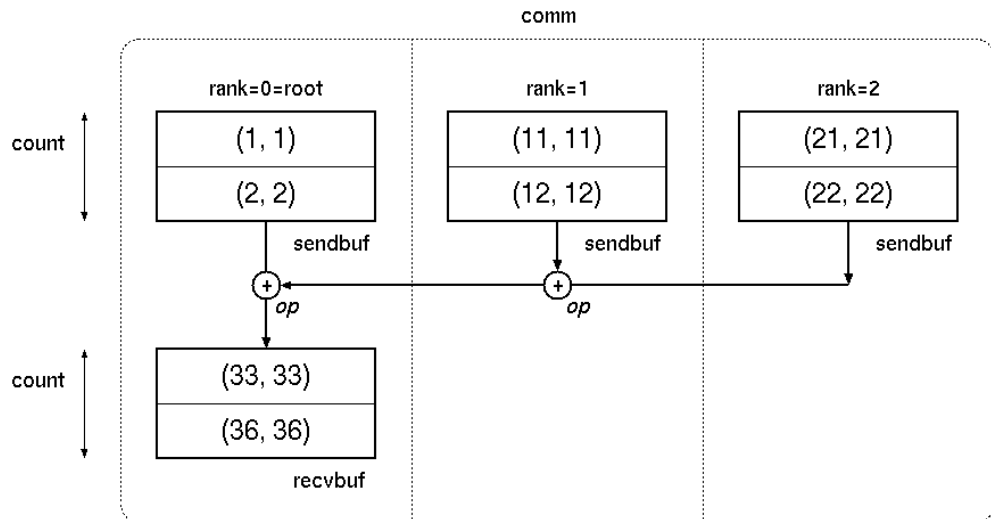 comm
rank=0=root rank=1 rank=2
count
(1, 1) (11, 11) (21, 21)
(2, 2) (12, 12) (22, 22)
sendbuf sendbuf sendbuf
+ +
op op
count
(33, 33)
(36, 36)
recvbuf